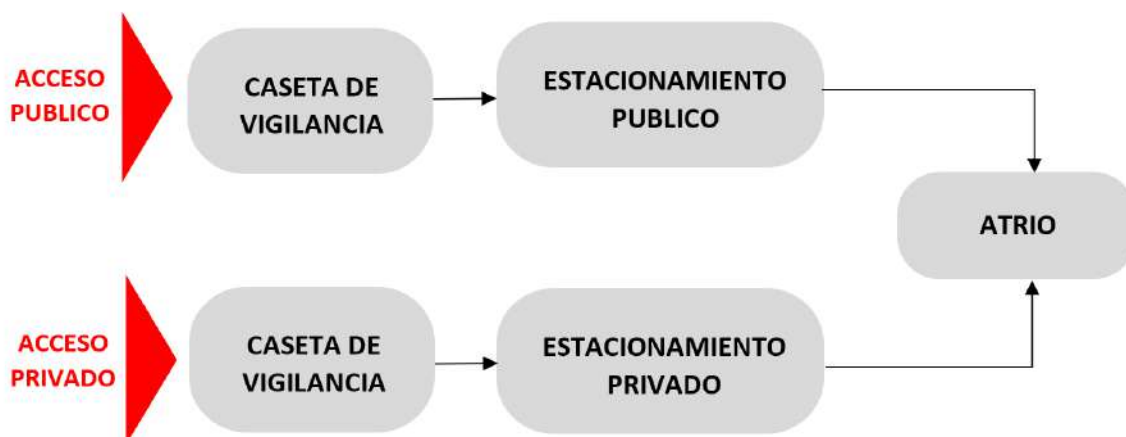 ACCESO
PUBLICO
CASETA DE
VIGILANCIA
ESTACIONAMIENTO
PUBLICO
ATRIO
ACCESO
PRIVADO
CASETA DE
VIGILANCIA
ESTACIONAMIENTO
PRIVADO